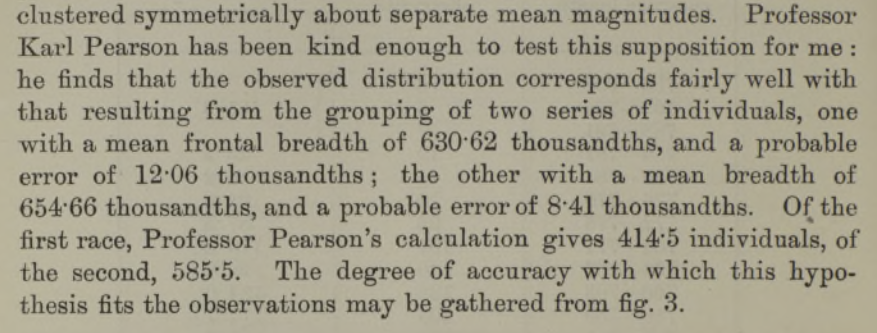 clustered symmetrically about separate mean magnitudes. Professor
Karl Pearson has been kind enough to test this supposition for me :
he finds that the observed distribution corresponds fairly well with
that resulting from the grouping of two series of individuals, one
with a mean frontal breadth of 630·62 thousandths, and a probable
error of 12·06 thousandths ; the other with a mean breadth of
654·66 thousandths, and a probable error of 8·41 thousandths. Of the
first race, Professor Pearson's calculation gives 414·5 individuals, of
the second, 585·5. The degree of accuracy with which this hypo-
thesis fits the observations may be gathered from fig. 3.